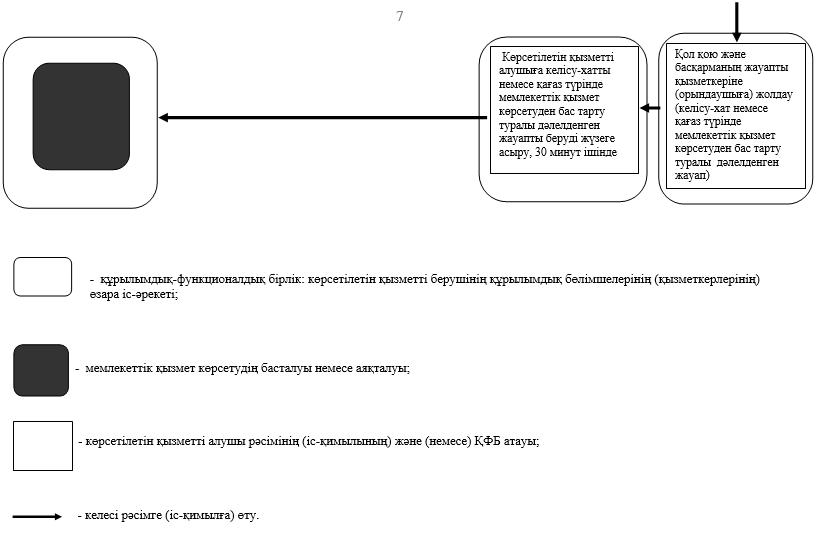 7
Көрсетілетін қызметті
алушыға келісу-хатты
немесе қағаз түрінде
мемлекеттік қызмет
көрсетуден бас тарту
туралы дәлелденген
жауапты беруді жүзеге
асыру, 30 минут ішінде
Қол қою және
басқарманың жауапты
қызметкеріне
(орындаушыға) жолдау
(келісу-хат немесе
қағаз түрінде
мемлекеттік қызмет
көрсетуден бас тарту
туралы дәлелденген
жауап)
- құрылымдық-функционалдық бірлік: көрсетілетін қызметті берушінің құрылымдық бөлімшелерінің (қызметкерлерінің)
өзара іс-әрекеті;
- мемлекеттік қызмет көрсетудің басталуы немесе аяқталуы;
- көрсетілетін қызметті алушы рәсімінің (іс-қимылының) және (немесе) ҚФБ атауы;
- келесі рәсімге (іс-қимылға) өту.